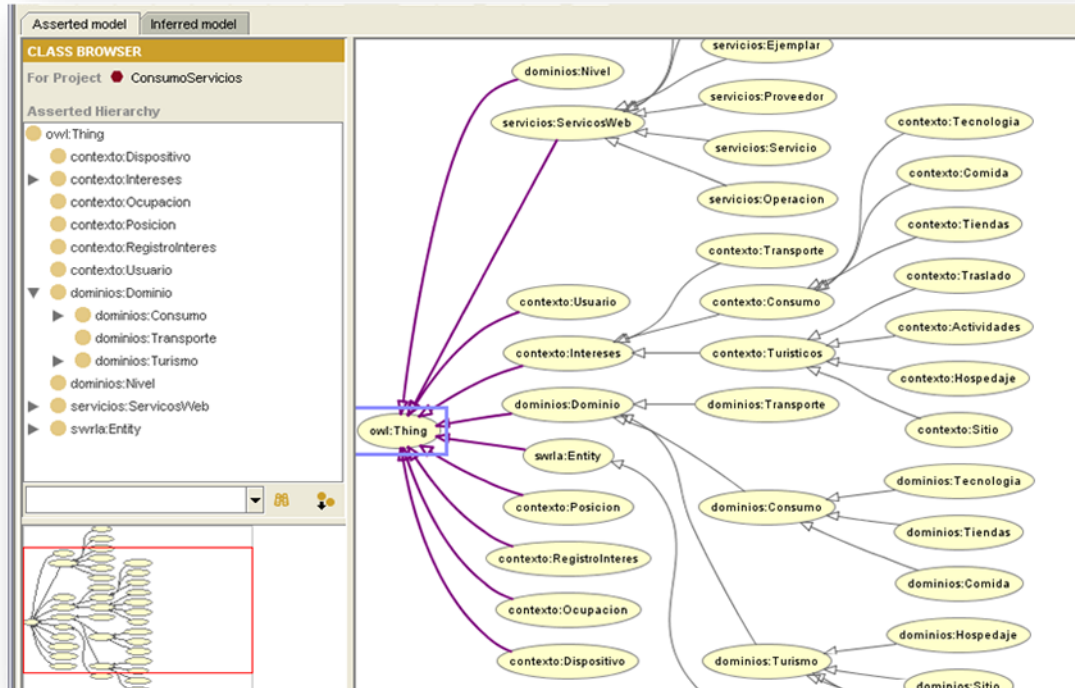 Asserted model
Inferred model
CLASS BROWSER
For Project ConsumoServicios
Asserted Hierarchy
owl:Thing
contexto:Dispositivo
contexto:Intereses
contexto:Ocupacion
contexto:Posicion
contexto:RegistroInteres
contexto:Usuario
dominios:Dominio
dominios:Consumo
dominios:Transporte
dominios:Turismo
dominios:Nivel
servicios:ServicosWeb
swrla:Entity
owl:Thing
dominios:Nivel
servicios:ServicosWeb
contexto:Usuario
contexto:Intereses
dominios:Dominio
swrla:Entity
contexto:Posicion
contexto:RegistroInteres
contexto:Ocupacion
contexto:Dispositivo
servicios:Ejemplar
servicios:Proveedor
servicios:Servicio
servicios:Operacion
contexto:Transporte
contexto:Consumo
contexto:Turisticos
dominios:Transporte
dominios:Consumo
dominios:Turismo
contexto:Tecnologia
contexto:Comida
contexto:Tiendas
contexto:Traslado
contexto:Actividades
contexto:Hospedaje
contexto:Sitio
dominios:Tecnologia
dominios:Tiendas
dominios:Comida
dominios:Hospedaje
dominios:Sitio